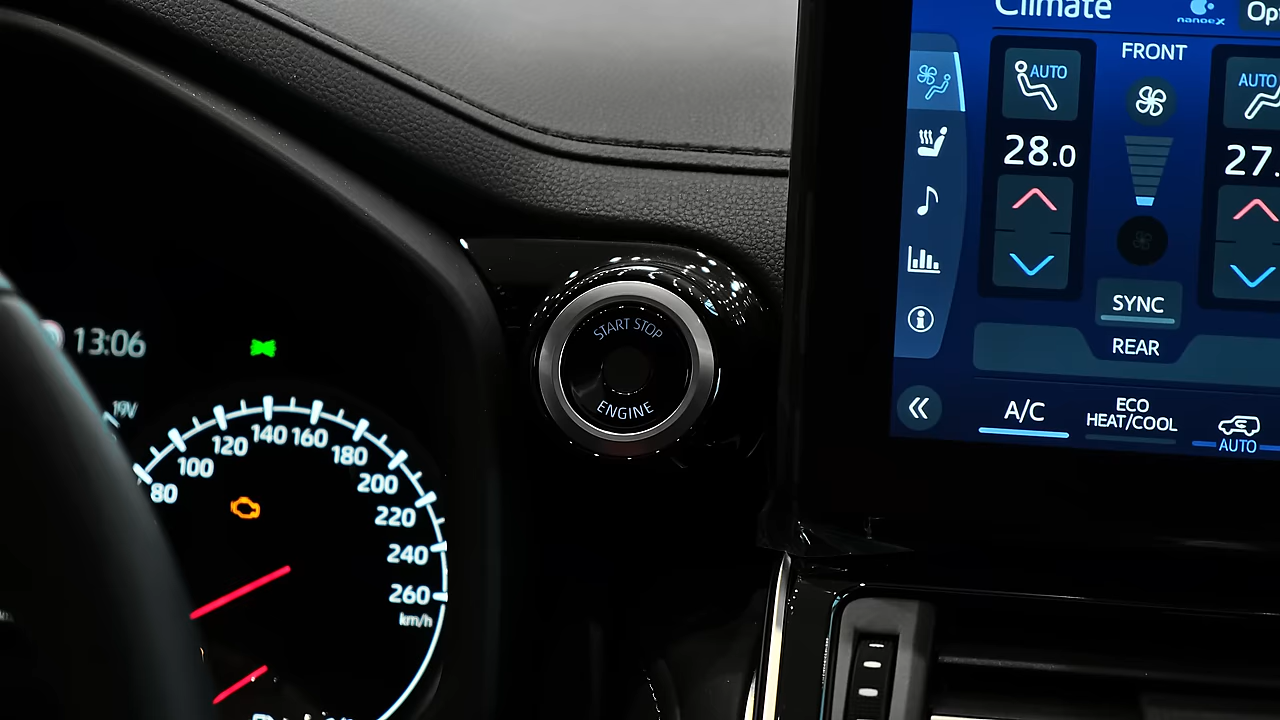 13:06
19V
80
100
120
140
160
180
200
220
240
260
km/h
START STOP
ENGINE
Climate
nanoeX
AUTO
28.0
FRONT
AUTO
27.
SYNC
REAR
A/C
ECO
HEAT/COOL
AUTO